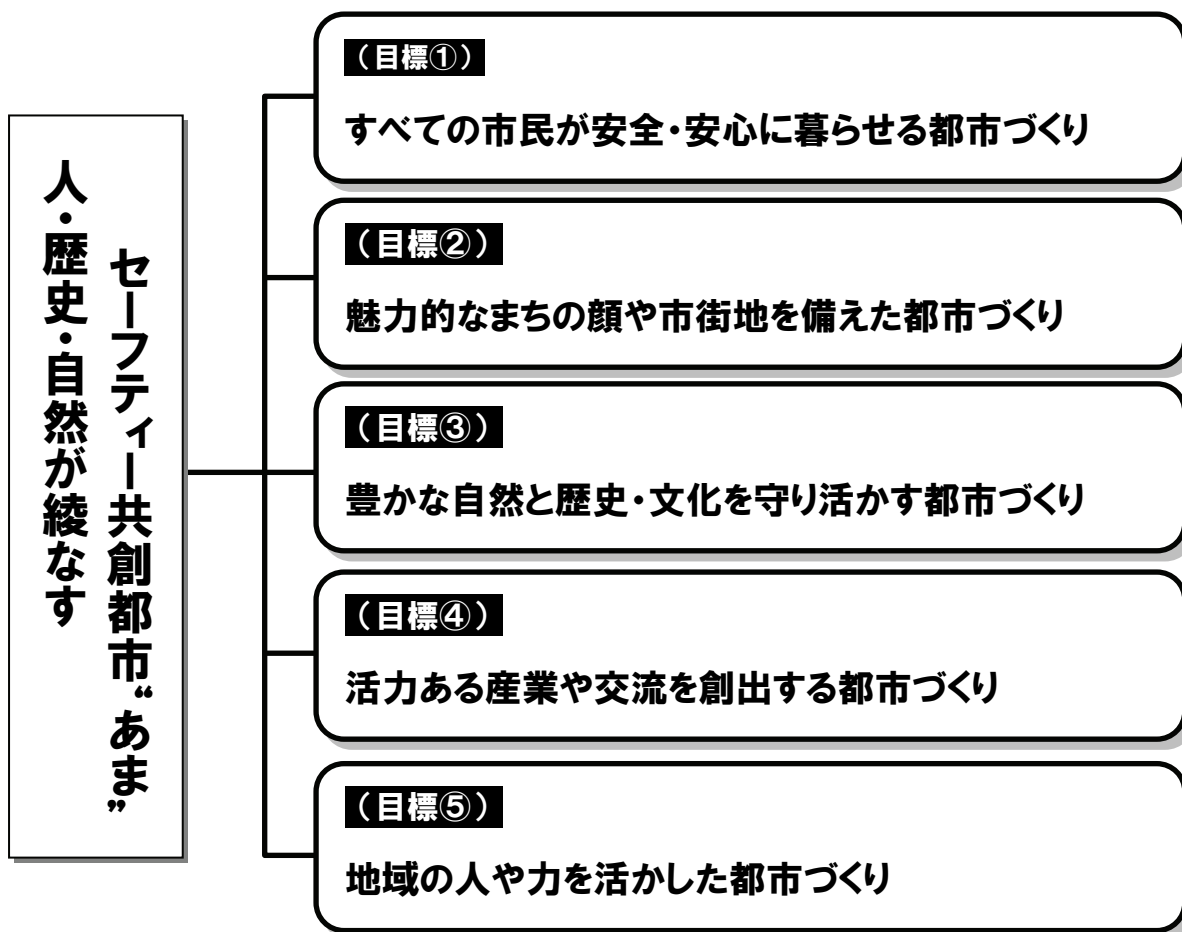 人・歴史・自然が綾なす
セーフティー共創都市“あま”
（目標①）
すべての市民が安全・安心に暮らせる都市づくり
（目標②）
魅力的なまちの顔や市街地を備えた都市づくり
（目標③）
豊かな自然と歴史・文化を守り活かす都市づくり
（目標④）
活力ある産業や交流を創出する都市づくり
（目標⑤）
地域の人や力を活かした都市づくり